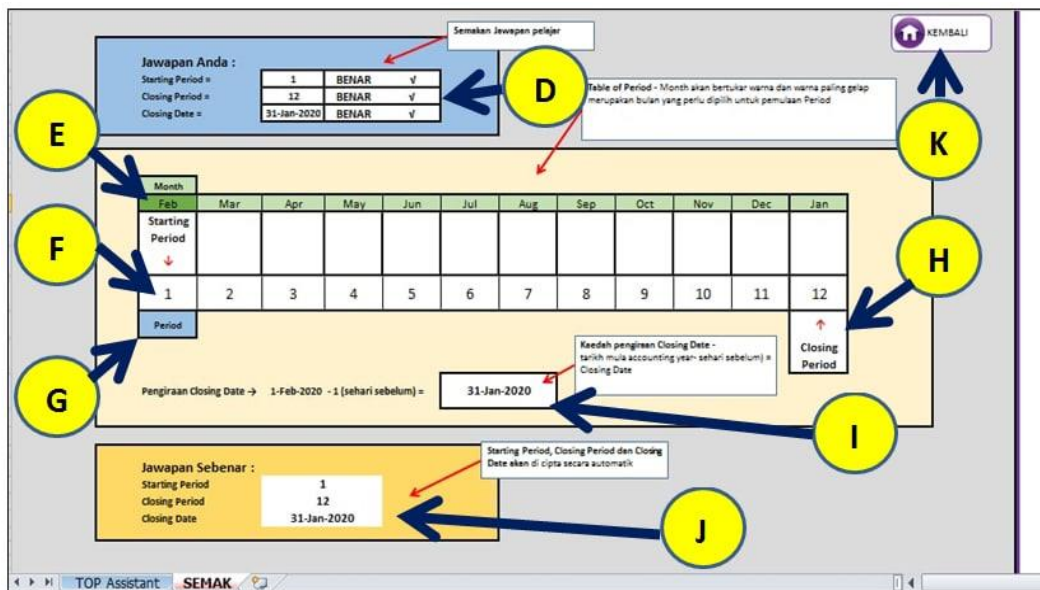 Semakan Jawapan pelajar
KEMBALI
Jawapan Anda :
Starting Period = 1 BENAR √
Closing Period = 12 BENAR √
Closing Date = 31-Jan-2020 BENAR √
D
Table of Period - Month akan bertukar warna dan warna paling gelap
merupakan bulan yang perlu dipilih untuk pemulaan Period
K
E
Month
Feb Mar Apr May Jun Jul Aug Sep Oct Nov Dec Jan
Starting
Period
↓
F
H
1 2 3 4 5 6 7 8 9 10 11 12
Period
↑
Closing
Period
G
Kaedah pengiraan Closing Date -
tarikh mula accounting year- sehari sebelum) =
Closing Date
Pengiraan Closing Date → 1-Feb-2020 - 1 (sehari sebelum) = 31-Jan-2020
I
Starting Period, Closing Period dan Closing
Date akan di cipta secara automatik
Jawapan Sebenar :
Starting Period 1
Closing Period 12
Closing Date 31-Jan-2020
J
TOP Assistant SEMAK